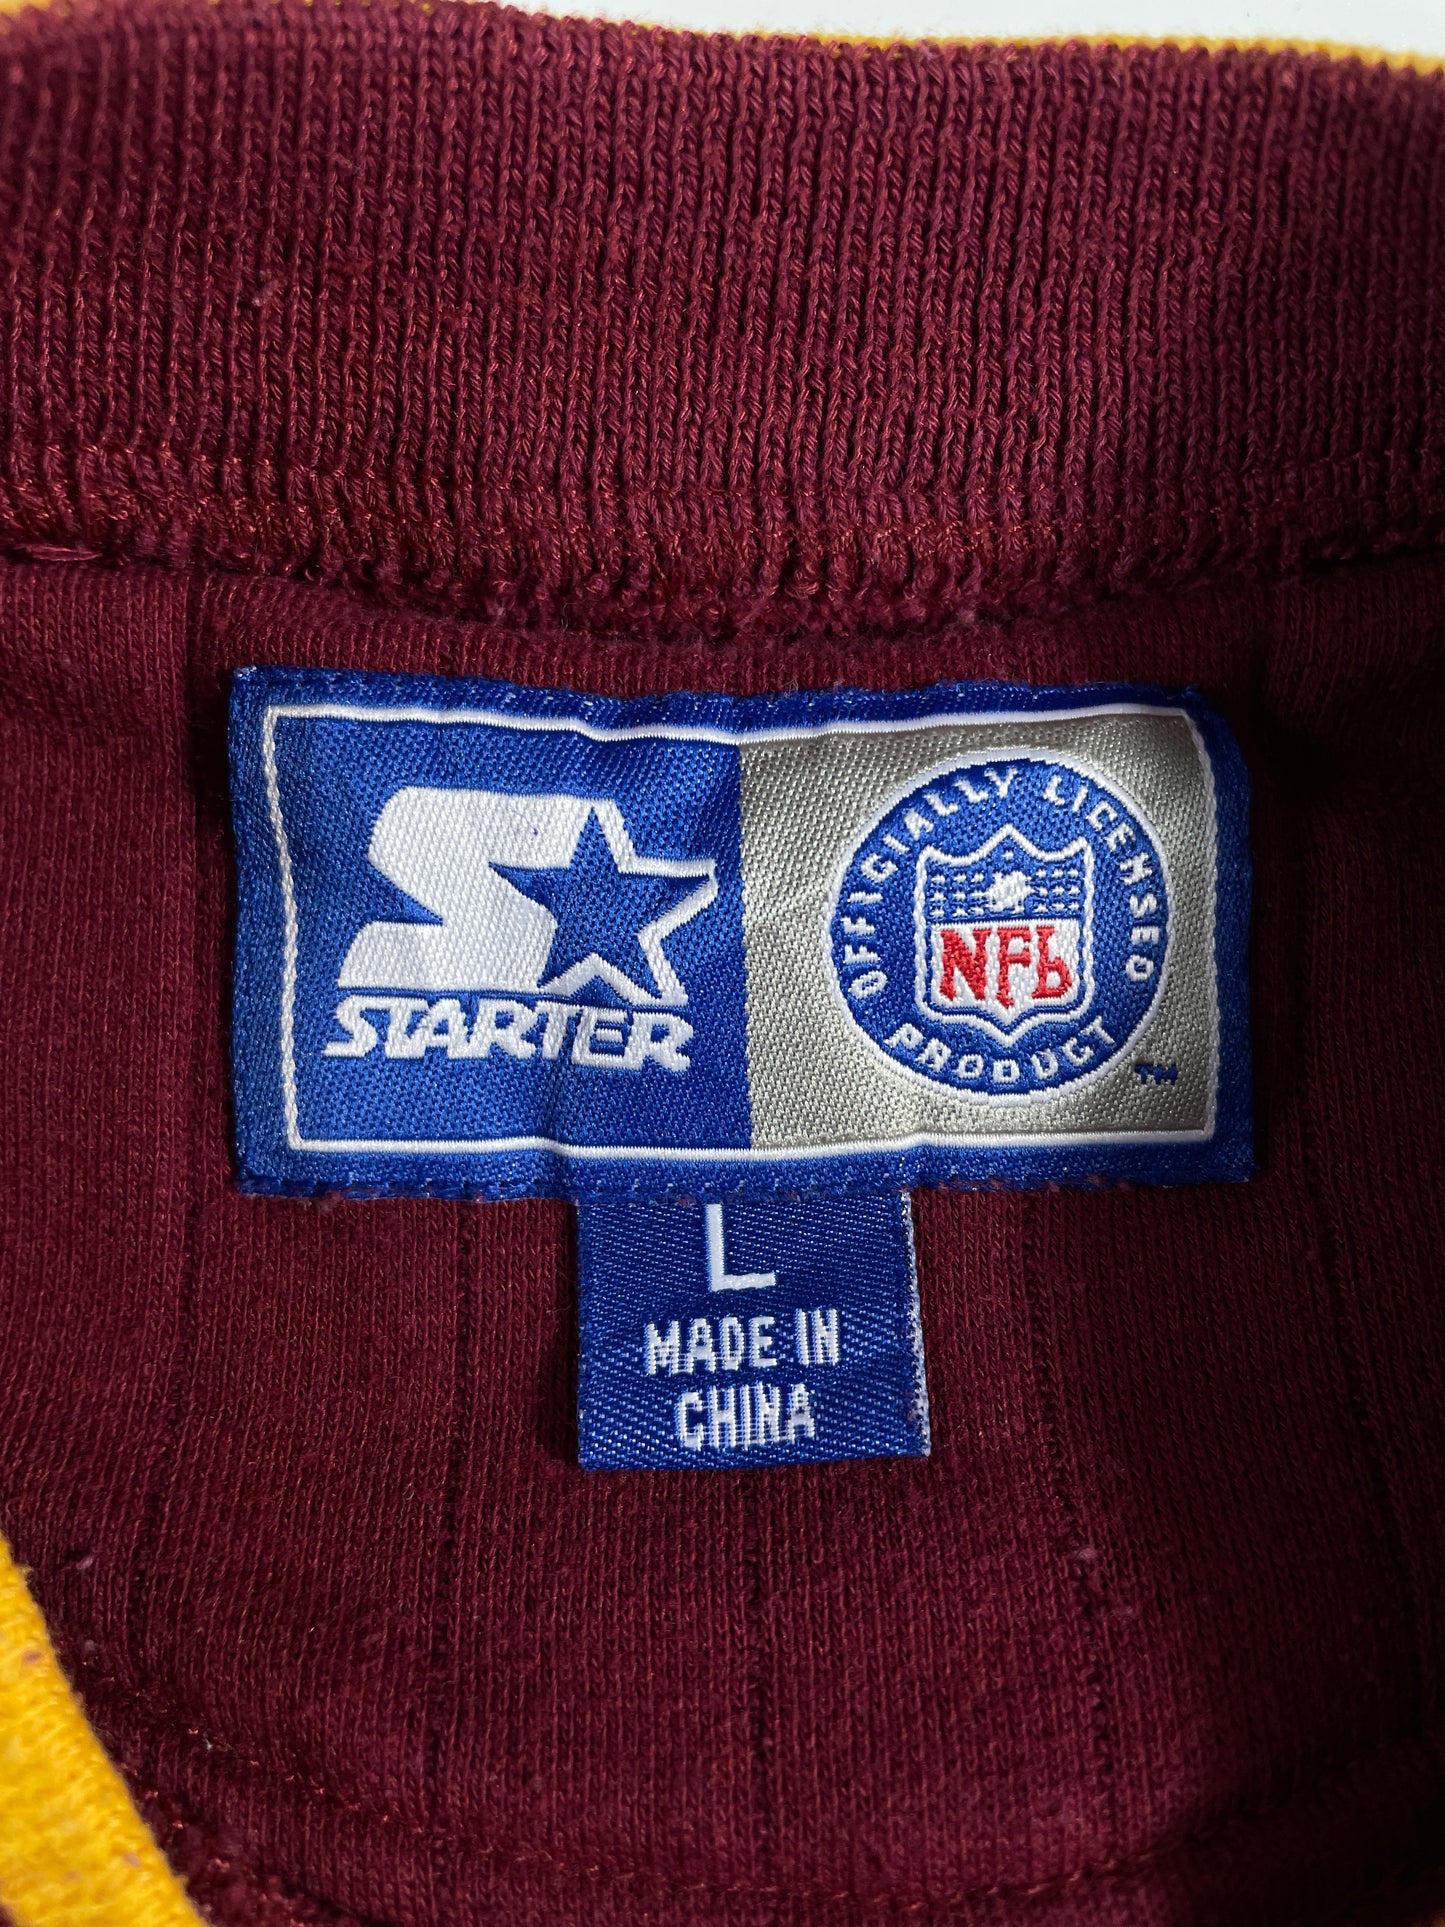 STARTER
OFFICIALLY LICENSED
NFL
PRODUCT
TM
L
MADE IN
CHINA